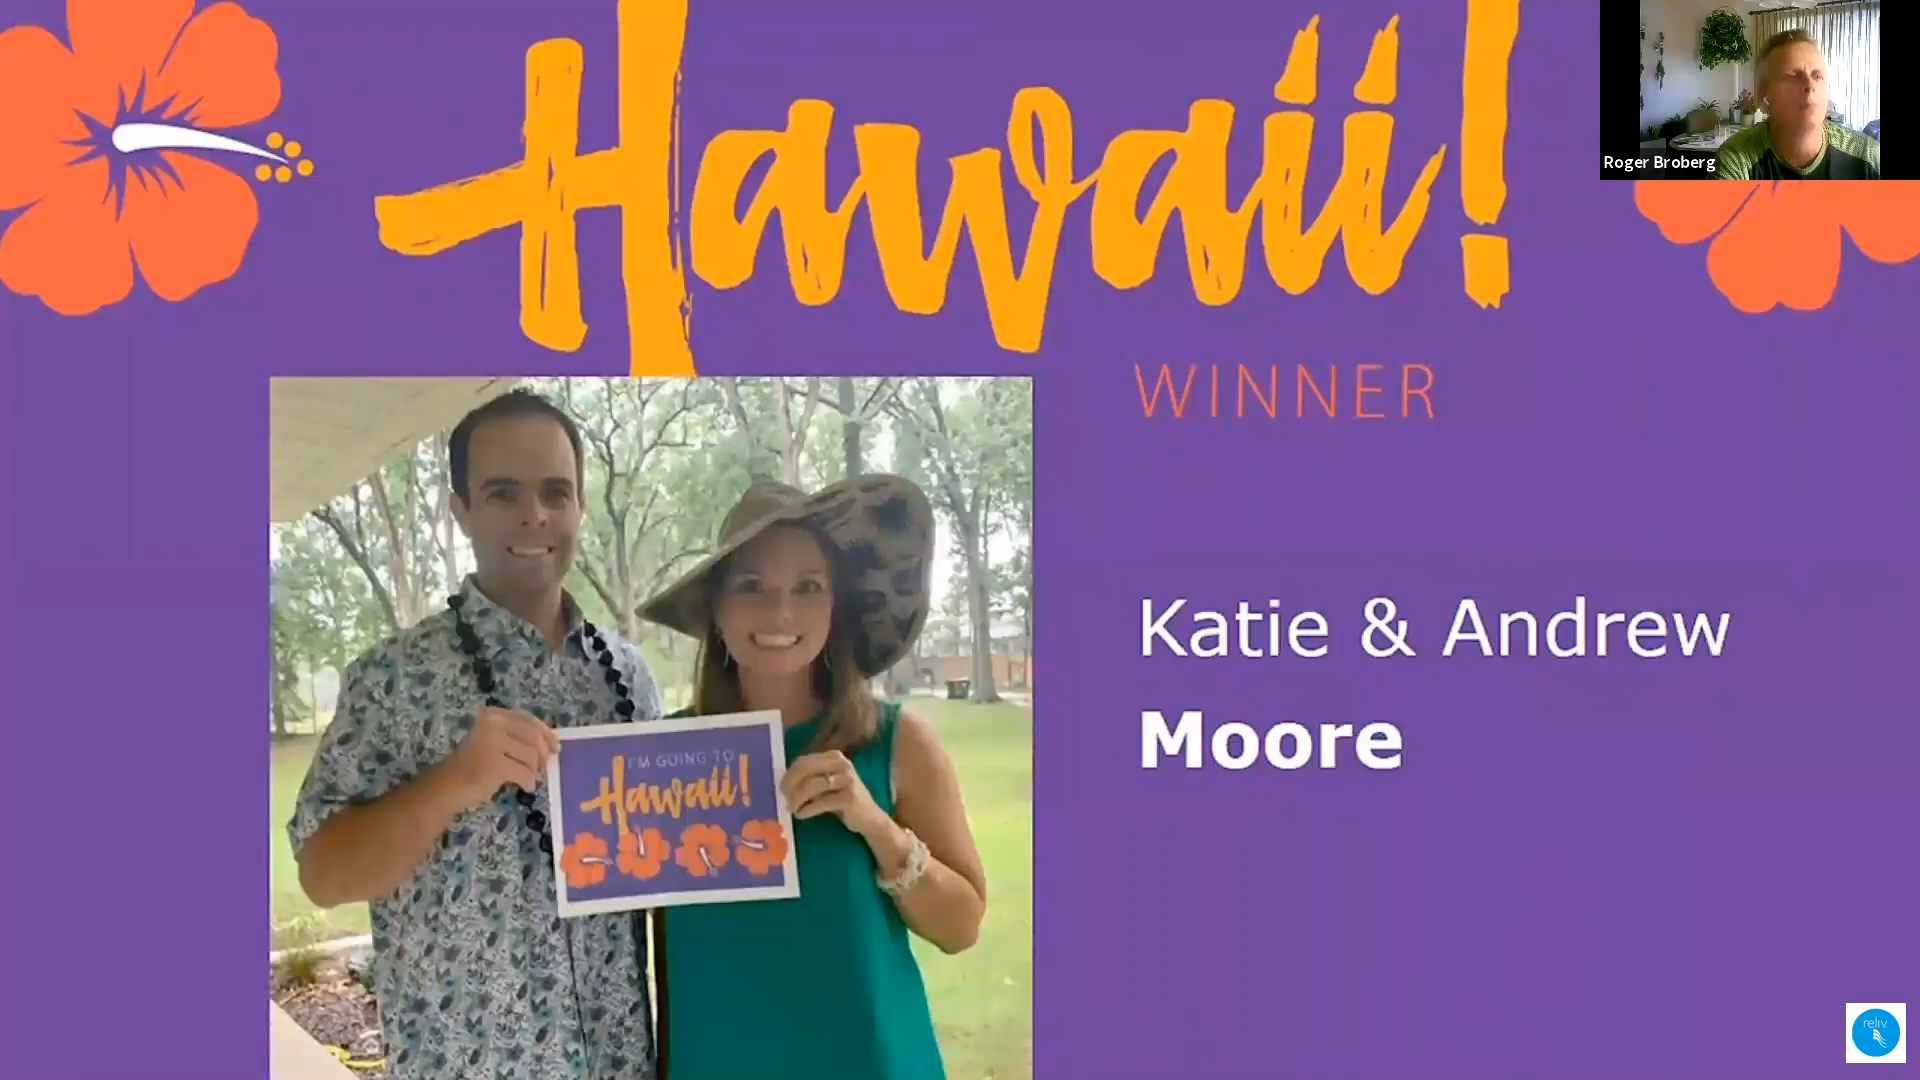 Hawaii!
Roger Broberg
WINNER
Katie & Andrew
Moore
I'M GOING TO
Hawaii!
reliv